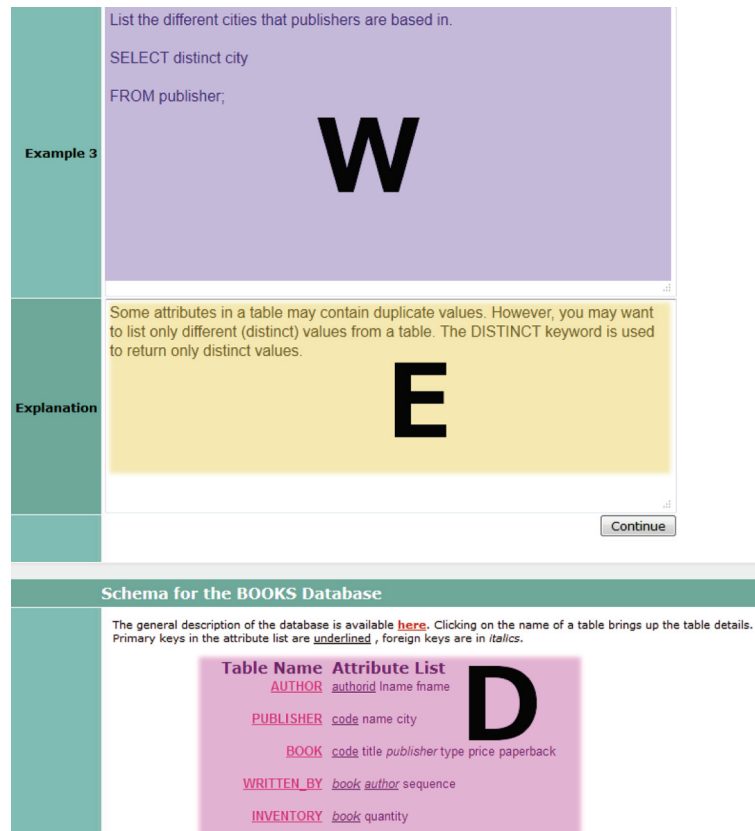 List the different cities that publishers are based in.
SELECT distinct city
FROM publisher;
W
Example 3
Some attributes in a table may contain duplicate values. However, you may want
to list only different (distinct) values from a table. The DISTINCT keyword is used
to return only distinct values.
E
Explanation
Continue
Schema for the BOOKS Database
The general description of the database is available here. Clicking on the name of a table brings up the table details.
Primary keys in the attribute list are underlined , foreign keys are in italics.
Table Name Attribute List
D
AUTHOR authorid lname fname
PUBLISHER code name city
BOOK code title publisher type price paperback
WRITTEN_BY book author sequence
INVENTORY book quantity